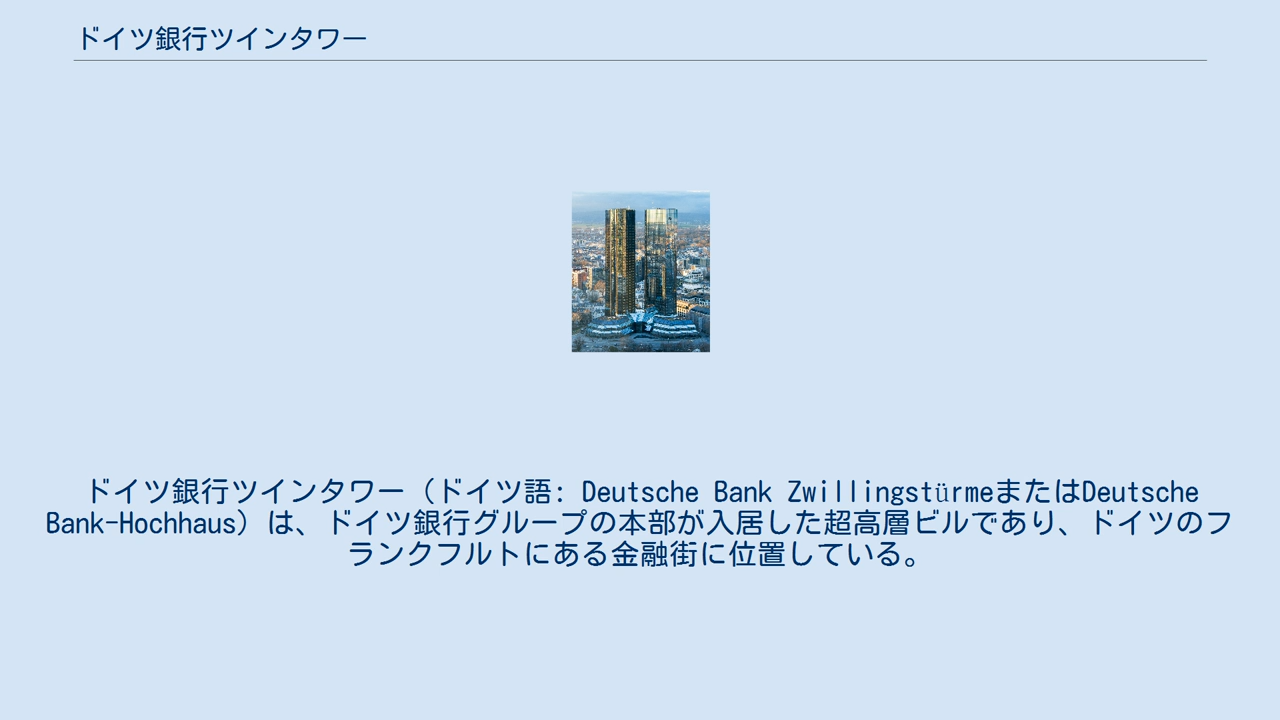 ドイツ銀行ツインタワー
ドイツ銀行ツインタワー（ドイツ語: Deutsche Bank ZwillingstürmeまたはDeutsche
Bank-Hochhaus）は、ドイツ銀行グループの本部が入居した超高層ビルであり、ドイツのフ
ランクフルトにある金融街に位置している。